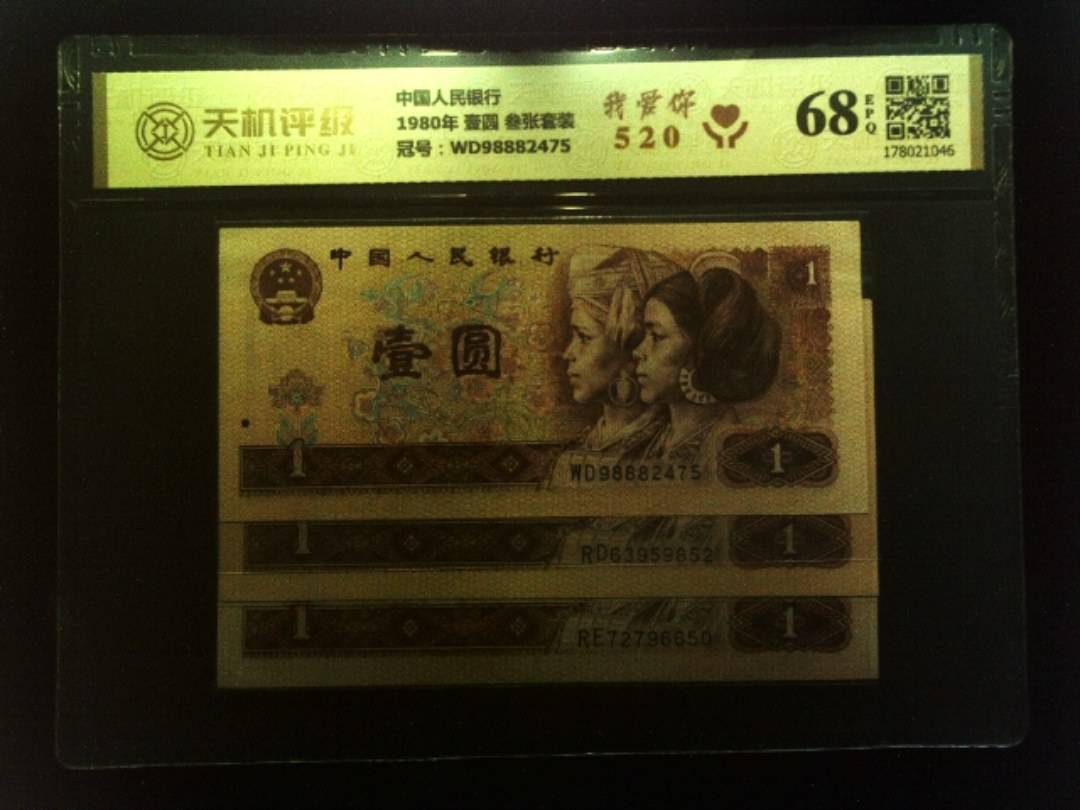 天机评级
TIAN JI PING JI
中国人民银行
1980年 壹圆 叁张套装
冠号：WD98882475
我爱你
520
68
EPQ
178021046
中国人民银行
1
壹圆
1
WD98882475
1
1
RD63959652
1
1
RE72796650
1